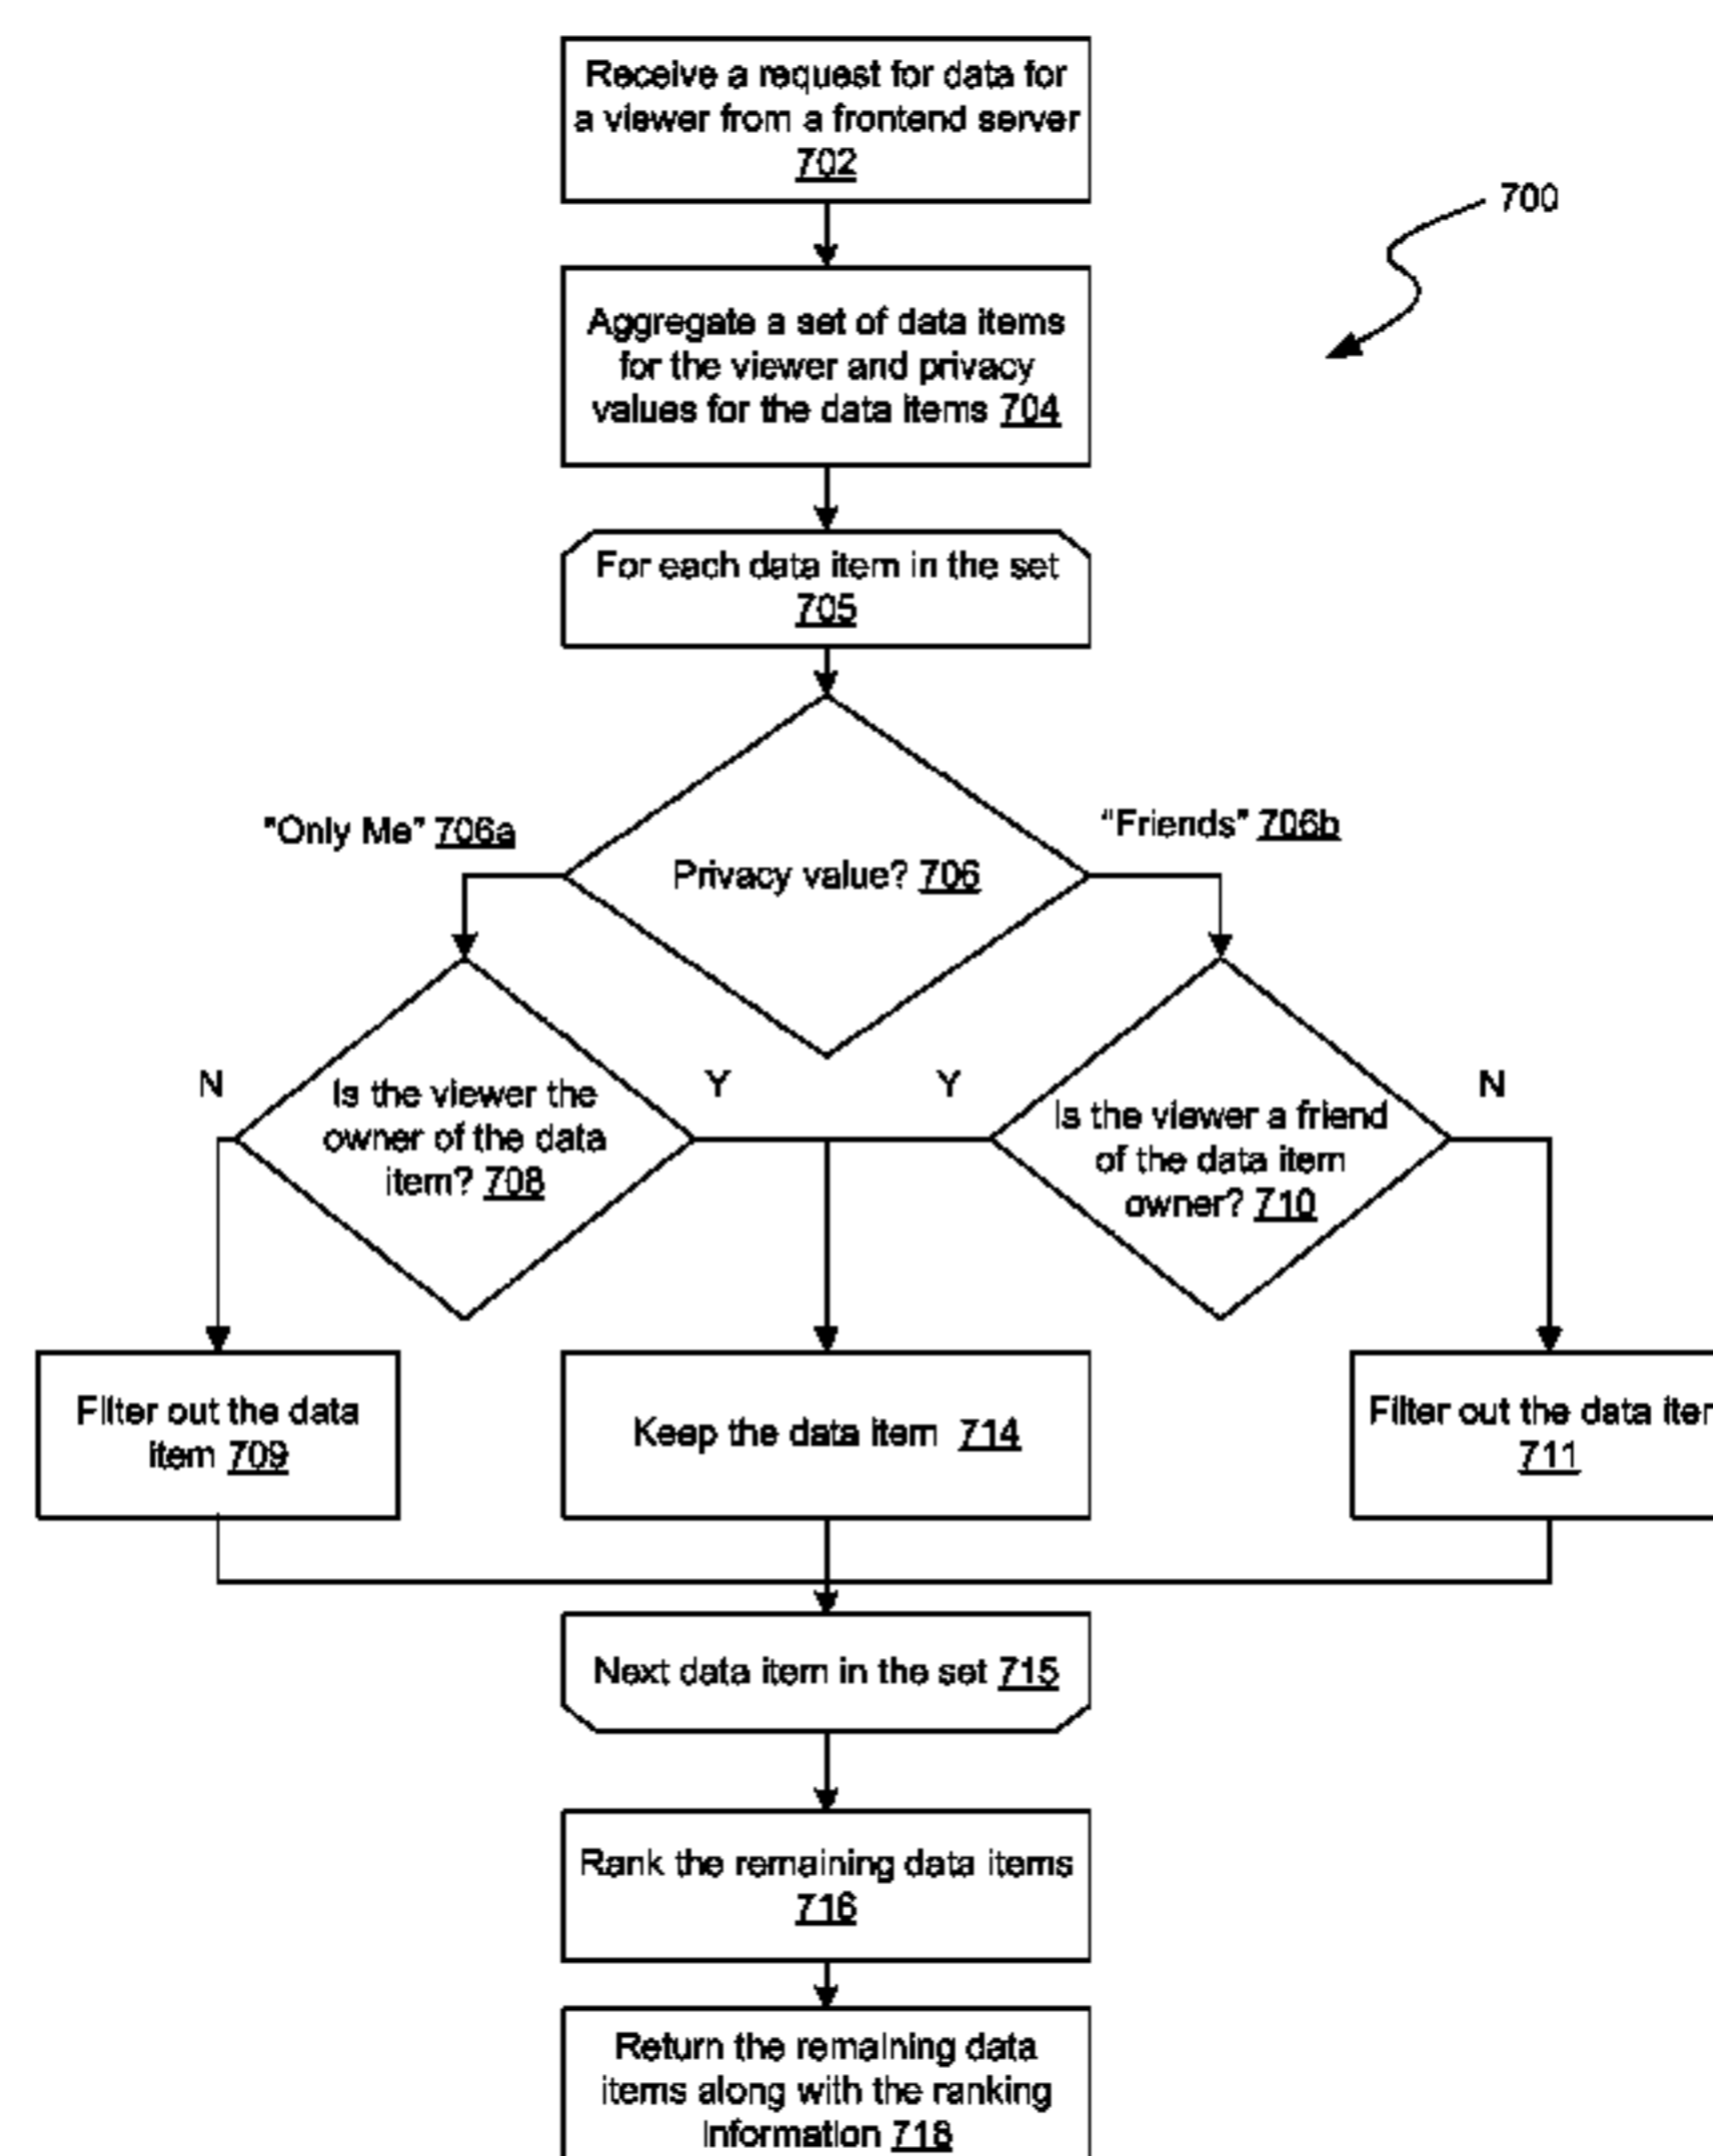 Receive a request for data for
a viewer from a frontend server
702
700
Aggregate a set of data items
for the viewer and privacy
values for the data items 704
For each data item in the set
705
"Only Me" 706a
"Friends" 706b
Privacy value? 706
N
Y
Y
N
Is the viewer the
owner of the data
item? 708
Is the viewer a friend
of the data item
owner? 710
Filter out the data
item 709
Keep the data item 714
Filter out the data
711
Next data item in the set 715
Rank the remaining data items
716
Return the remaining data
items along with the ranking
information 718